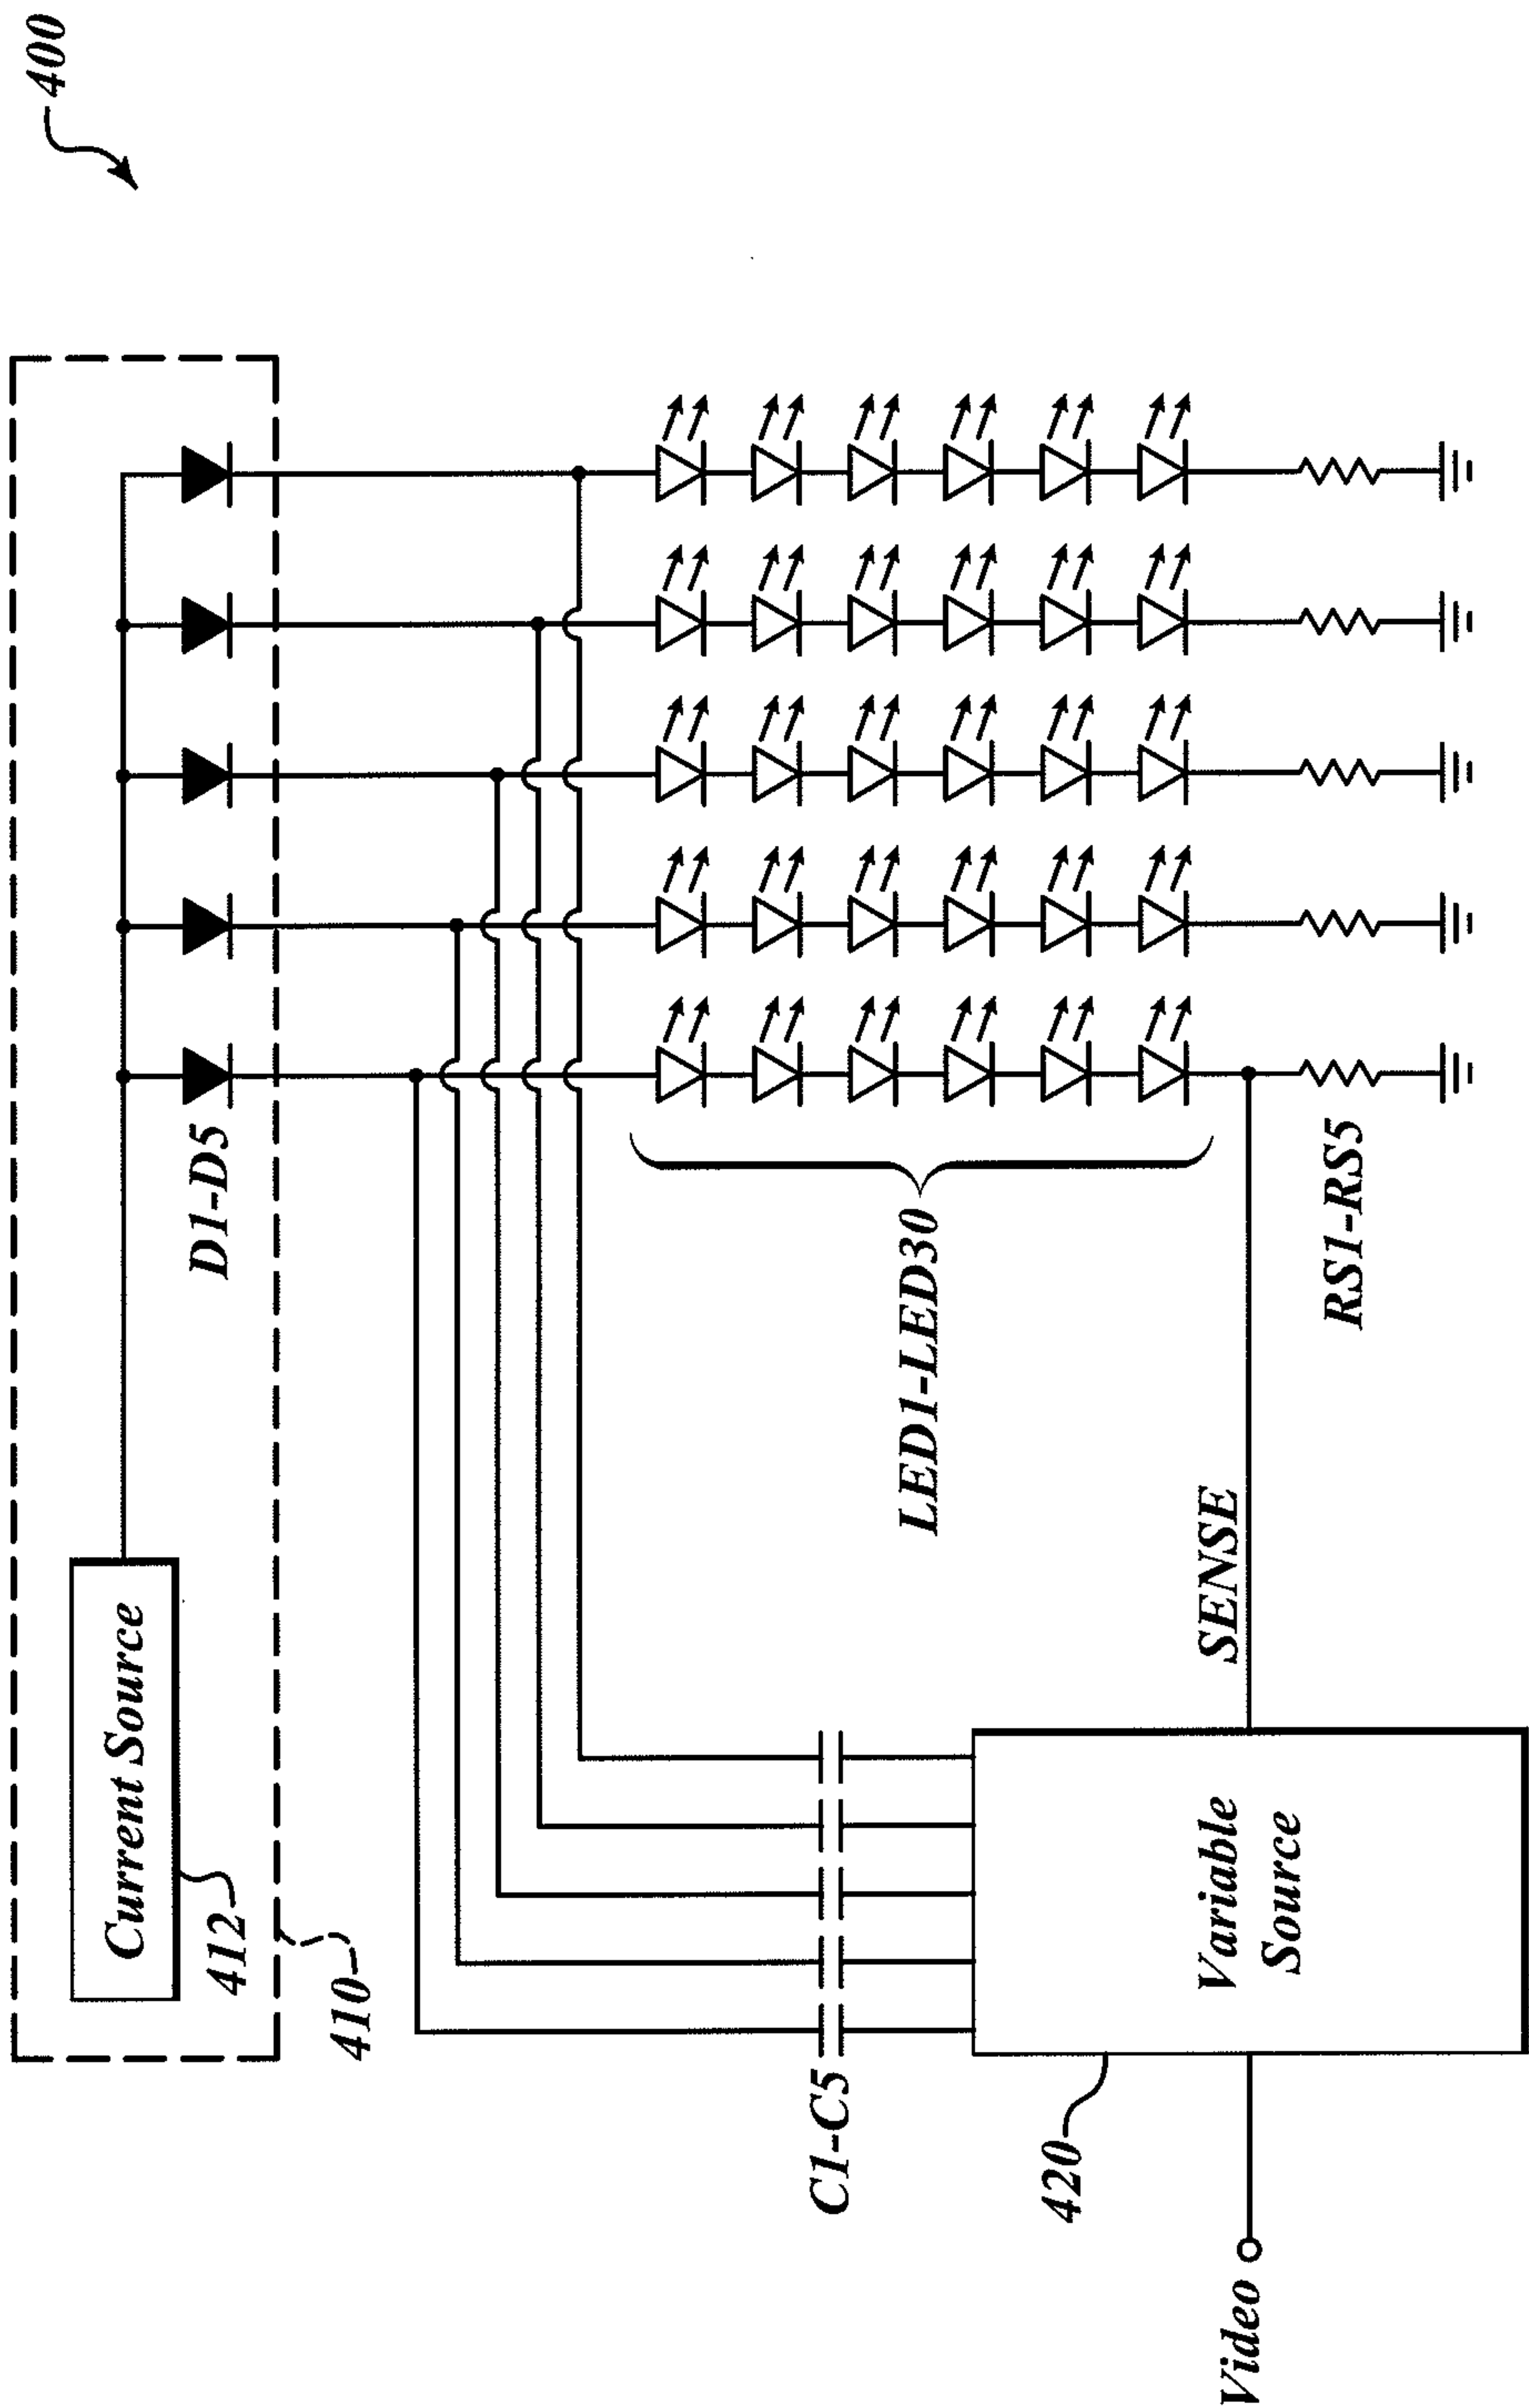 400
Current Source
412
410
D1-D5
C1-C5
LED1-LED30
420
Variable
Source
SENSE
RS1-RS5
Video